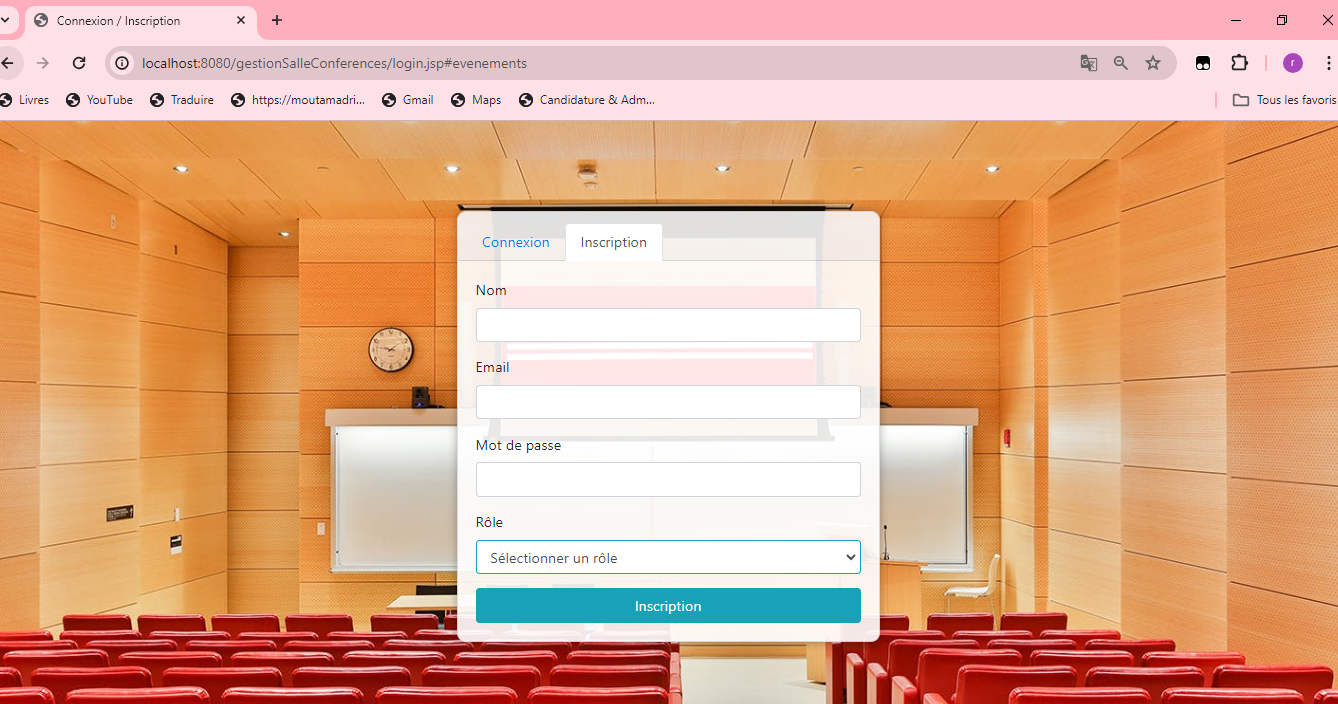 Connexion / Inscription
localhost:8080/gestionSalleConferences/login.jsp#evenements
r
Livres YouTube Traduire https://moutamadri... Gmail Maps Candidature & Adm... Tous les favoris
Connexion Inscription
Nom
Email
Mot de passe
Rôle
Sélectionner un rôle
Inscription